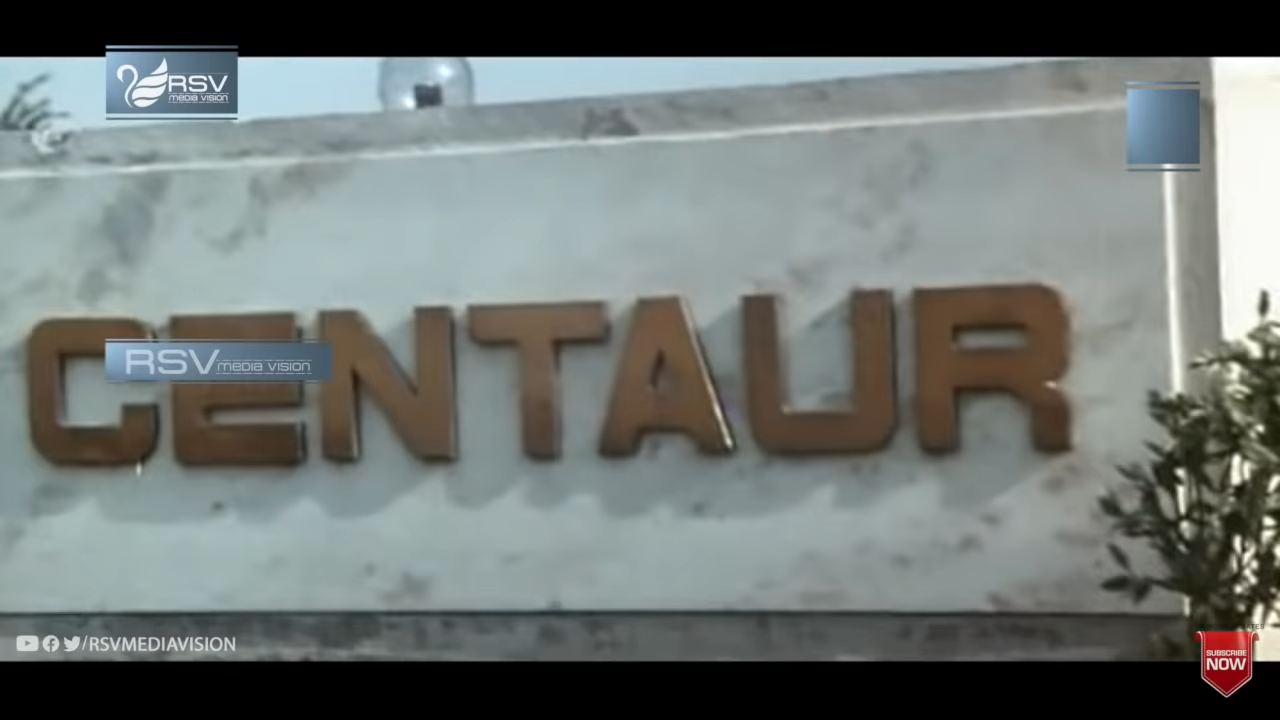 RSV
media vision
CENTAUR
RSV media vision
/RSVMEDIAVISION
SUBSCRIBE
NOW